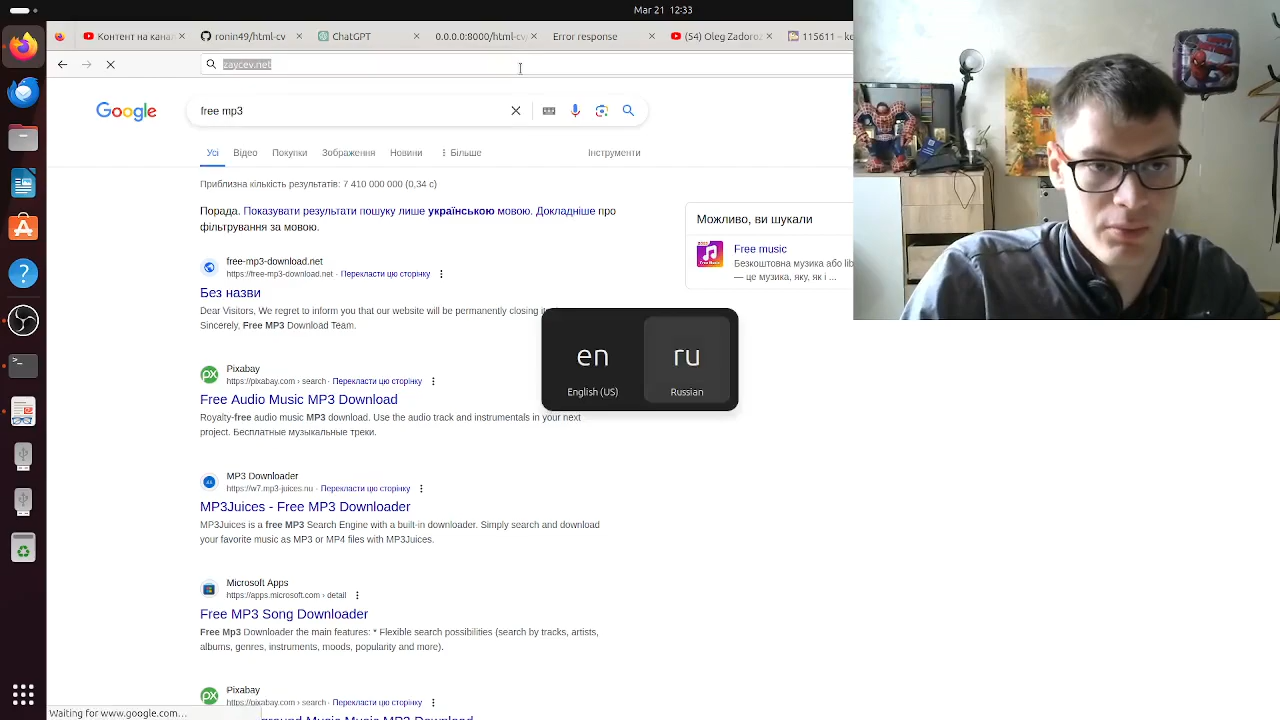 Mar 21 12:33
Контент на канал
ronin49/html-cv
ChatGPT
0.0.0.0:8000/html-cv
Error response
(S4) Oleg Zadoroz
115611 – ke
zaycev.net
Google
free mp3
Усі
Відео
Покупки
Зображення
Новини
Більше
Інструменти
Приблизна кількість результатів: 7 410 000 000 (0,34 с)
Порада. Показувати результати пошуку лише українською мовою. Докладніше про
фільтрування за мовою.
Можливо, ви шукали
Free music
Безкоштовна музика або lib
— це музика, яку, як і ...
free-mp3-download.net
https://free-mp3-download.net · Перекласти цю сторінку
Без назви
Dear Visitors, We regret to inform you that our website will be permanently closing
Sincerely, Free MP3 Download Team.
en
English (US)
ru
Russian
Pixabay
https://pixabay.com › search · Перекласти цю сторінку
Free Audio Music MP3 Download
Royalty-free audio music MP3 download. Use the audio track and instrumentals in your next
project. Бесплатные музыкальные треки.
MP3 Downloader
https://w7.mp3-juices.nu · Перекласти цю сторінку
MP3Juices - Free MP3 Downloader
MP3Juices is a free MP3 Search Engine with a built-in downloader. Simply search and download
your favorite music as MP3 or MP4 files with MP3Juices.
Microsoft Apps
https://apps.microsoft.com › detail
Free MP3 Song Downloader
Free Mp3 Downloader the main features: * Flexible search possibilities (search by tracks, artists,
albums, genres, instruments, moods, popularity and more).
Pixabay
https://pixabay.com › search · Перекласти цю сторінку
Music MP3 Download
Waiting for www.google.com…